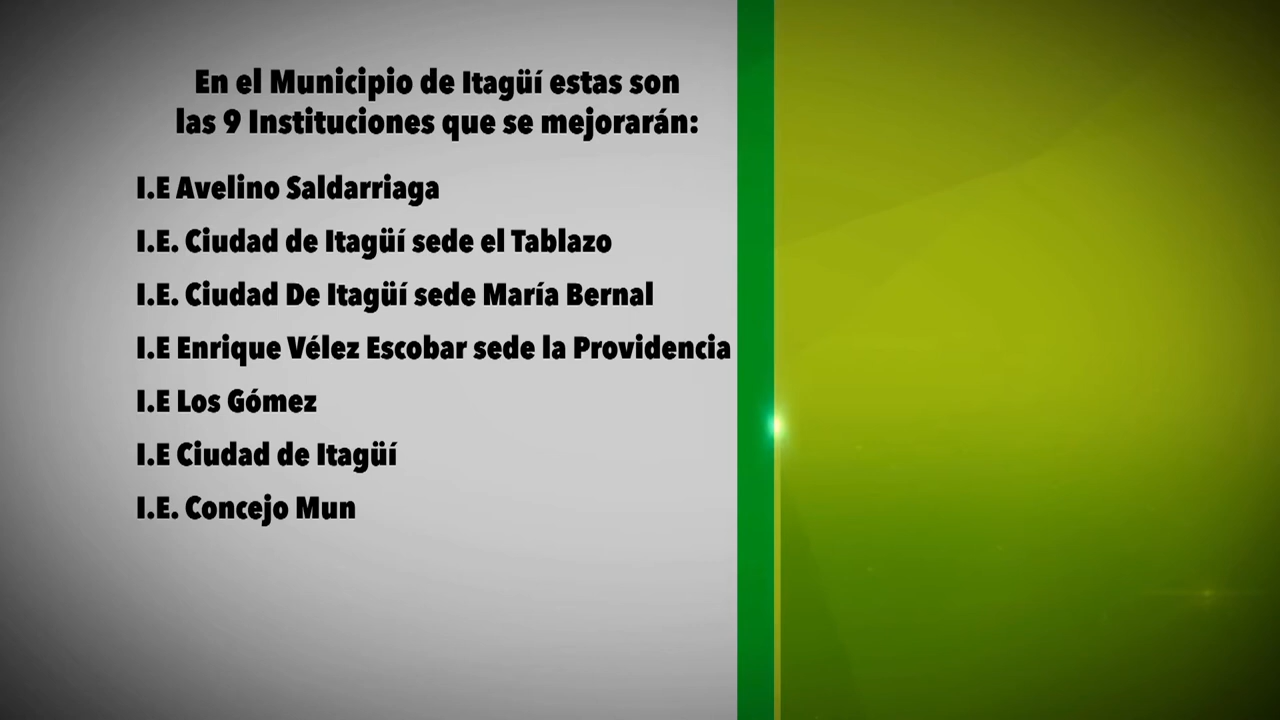 En el Municipio de Itagüí estas son
las 9 Instituciones que se mejorarán:
I.E Avelino Saldarriaga
I.E. Ciudad de Itagüí sede el Tablazo
I.E. Ciudad De Itagüí sede María Bernal
I.E Enrique Vélez Escobar sede la Providencia
I.E Los Gómez
I.E Ciudad de Itagüí
I.E. Concejo Mun